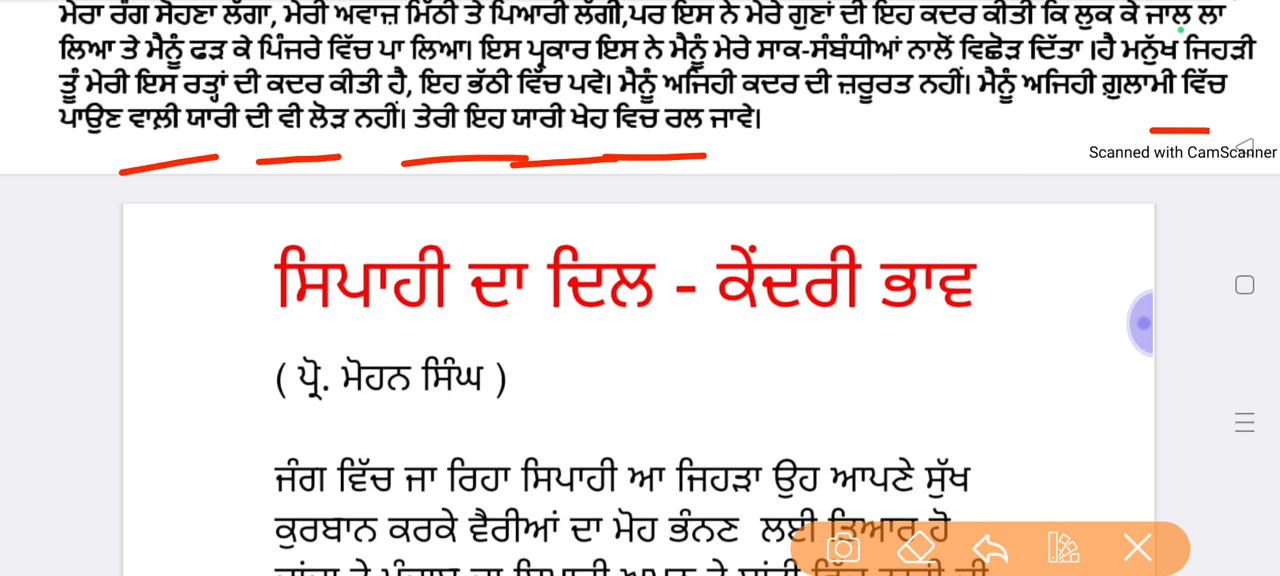 ਮੇਰਾ ਰੰਗ ਸੋਹਣਾ ਲੱਗਾ, ਮੇਰੀ ਅਵਾਜ਼ ਮਿੱਠੀ ਤੇ ਪਿਆਰੀ ਲੱਗੀ,ਪਰ ਇਸ ਨੇ ਮੇਰੇ ਗੁਣਾਂ ਦੀ ਇਹ ਕਦਰ ਕੀਤੀ ਕਿ ਲੁਕ ਕੇ ਜਾਲ ਲਾ
ਲਿਆ ਤੇ ਮੈਨੂੰ ਫੜ ਕੇ ਪਿੰਜਰੇ ਵਿੱਚ ਪਾ ਲਿਆ। ਇਸ ਪ੍ਰਕਾਰ ਇਸ ਨੇ ਮੈਨੂੰ ਮੇਰੇ ਸਾਕ-ਸੰਬੰਧੀਆਂ ਨਾਲੋਂ ਵਿਛੋੜ ਦਿੱਤਾ ।ਹੈ ਮਨੁੱਖ ਜਿਹੜੀ
ਤੂੰ ਮੇਰੀ ਇਸ ਰਤ੍ਹਾਂ ਦੀ ਕਦਰ ਕੀਤੀ ਹੈ, ਇਹ ਭੱਠੀ ਵਿੱਚ ਪਵੇ। ਮੈਨੂੰ ਅਜਿਹੀ ਕਦਰ ਦੀ ਜ਼ਰੂਰਤ ਨਹੀਂ। ਮੈਨੂੰ ਅਜਿਹੀ ਗ਼ੁਲਾਮੀ ਵਿੱਚ
ਪਾਉਣ ਵਾਲ਼ੀ ਯਾਰੀ ਦੀ ਵੀ ਲੋੜ ਨਹੀਂ। ਤੇਰੀ ਇਹ ਯਾਰੀ ਖੇਹ ਵਿਚ ਰਲ ਜਾਵੇ।
Scanned with CamScanner
ਸਿਪਾਹੀ ਦਾ ਦਿਲ - ਕੇਂਦਰੀ ਭਾਵ
( ਪ੍ਰੋ. ਮੋਹਨ ਸਿੰਘ )
ਜੰਗ ਵਿੱਚ ਜਾ ਰਿਹਾ ਸਿਪਾਹੀ ਆ ਜਿਹੜਾ ਉਹ ਆਪਣੇ ਸੁੱਖ
ਕੁਰਬਾਨ ਕਰਕੇ ਵੈਰੀਆਂ ਦਾ ਮੋਹ ਭੰਨਣ ਲਈ ਤਿਆਰ ਹੋ